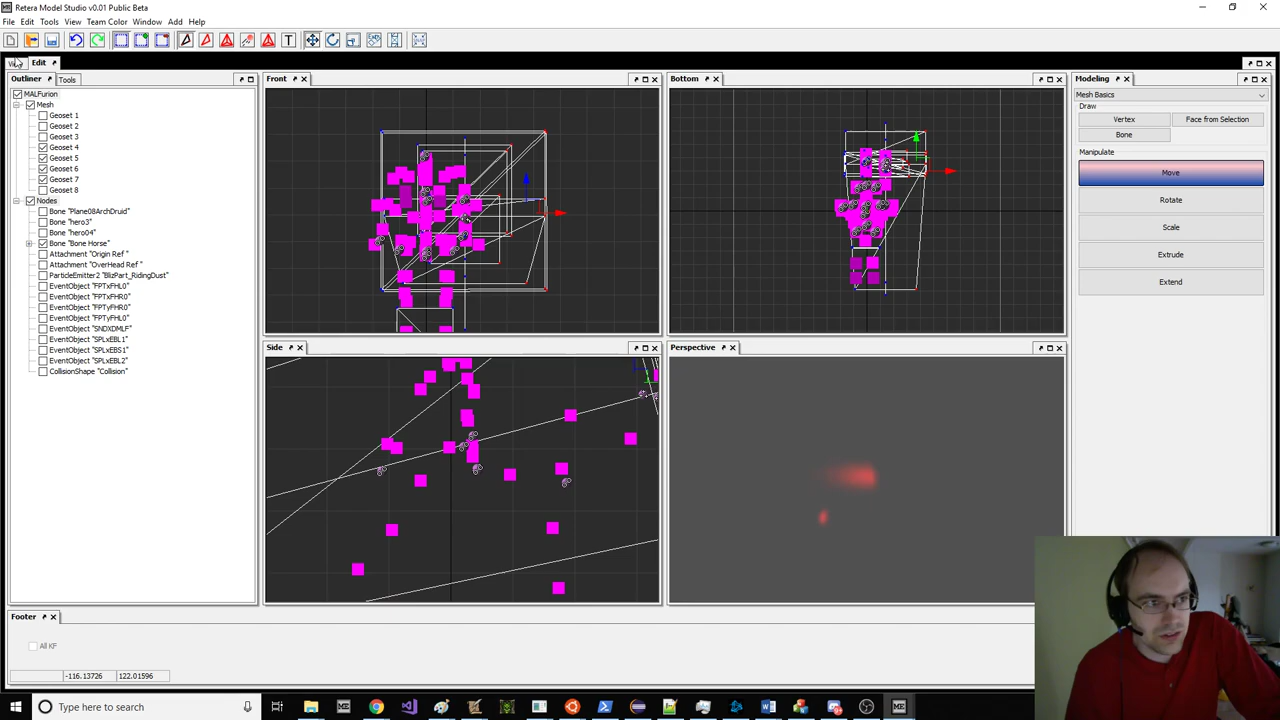 Retera Model Studio v0.01 Public Beta
File Edit Tools View Team Color Window Add Help
Edit
Outliner Tools
MALFurion
Mesh
Geoset 1
Geoset 2
Geoset 3
Geoset 4
Geoset 5
Geoset 6
Geoset 7
Geoset 8
Nodes
Bone "Plane08ArchDruid"
Bone "hero3"
Bone "hero04"
Bone "Bone Horse"
Attachment "Origin Ref "
Attachment "OverHead Ref "
ParticleEmitter2 "BlizPart_RidingDust"
EventObject "FPTxFHL0"
EventObject "FPTxFHR0"
EventObject "FPTyFHR0"
EventObject "FPTyFHL0"
EventObject "SNDXDMLF"
EventObject "SPLxEBL1"
EventObject "SPLxEBS1"
EventObject "SPLxEBL2"
CollisionShape "Collision"
Front
Bottom
Side
Perspective
Modeling
Mesh Basics
Draw
Vertex Face from Selection
Bone
Manipulate
Move
Rotate
Scale
Extrude
Extend
Footer
All KF
-116.13726 122.01596
Type here to search